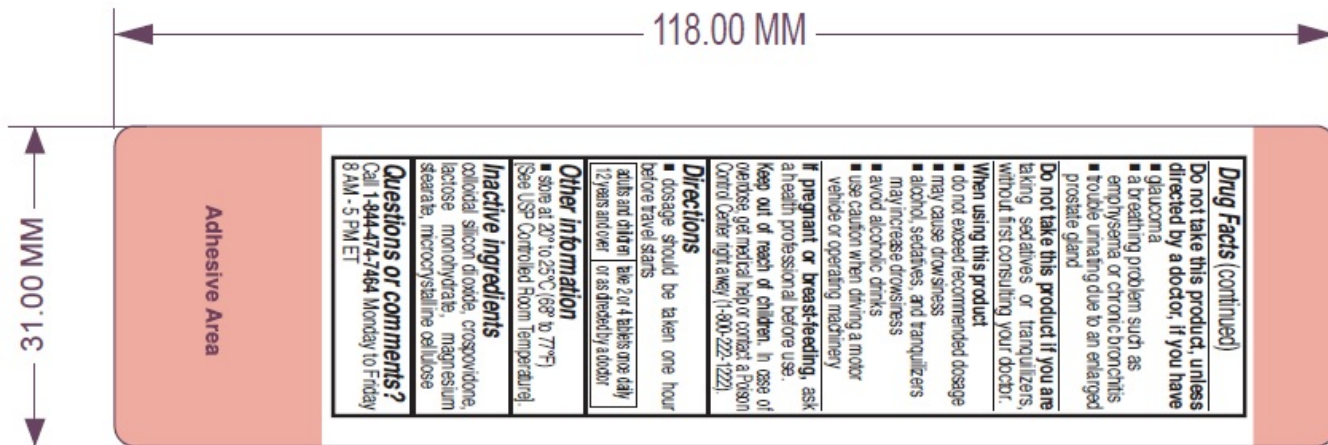 118.00 MM
31.000 MM
Adhesive Area
Drug Facts (continued)
Do not take this product, unless
directed by a doctor, if you have
▪ glaucoma
▪ a breathing problem such as
emphysema or chronic bronchitis
▪ trouble urinating due to an enlarged
prostate gland
Do not take this product if you are
taking sedatives or tranquilizers,
without first consulting your doctor.
When using this product
▪ do not exceed recommended dosage
▪ may cause drowsiness
▪ alcohol, sedatives, and tranquilizers
may increase drowsiness
▪ avoid alcoholic drinks
▪ use caution when driving a motor
vehicle or operating machinery
If pregnant or breast-feeding, ask
a health professional before use.
Keep out of reach of children. In case of
overdose, get medical help or contact a Poison
Control Center right away (1-800-222-1222).
Directions
▪ dosage should be taken one hour
before travel starts
adults and children take 2 or 4 tablets once daily
12 years and over or as directed by a doctor
Other information
▪ store at 20° to 25°C (68° to 77°F)
[See USP Controlled Room Temperature].
Inactive ingredients
colloidal silicon dioxide, crospovidone,
lactose monohydrate, magnesium
stearate, microcrystalline cellulose
Questions or comments?
Call 1-844-474-7464 Monday to Friday
8 AM - 5 PM ET